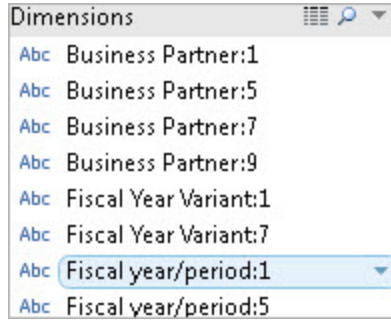 Dimensions
Abc Business Partner:1
Abc Business Partner:5
Abc Business Partner:7
Abc Business Partner:9
Abc Fiscal Year Variant:1
Abc Fiscal Year Variant:7
Abc Fiscal year/period:1
Abc Fiscal year/period:5